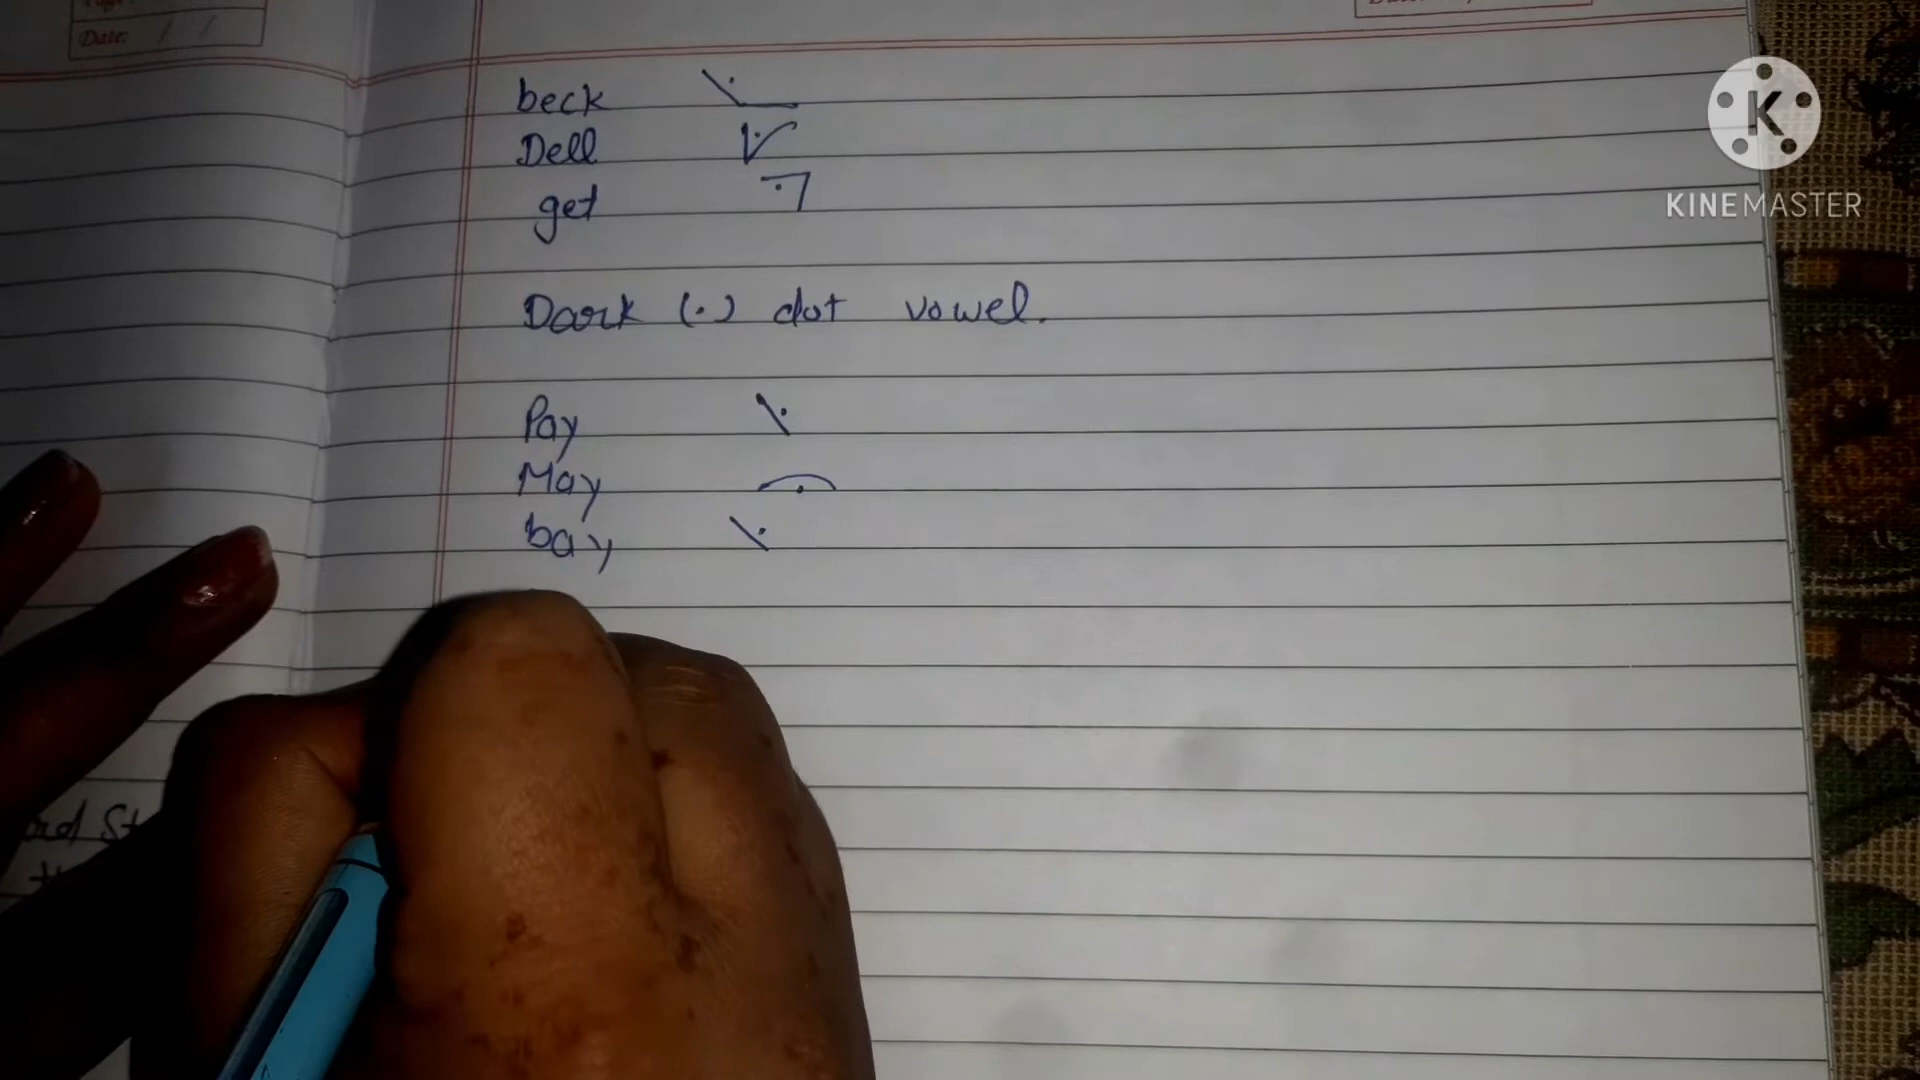 Date: / /
beck
Dell
get
Dark (.) dot vowel.
Pay
May
bay
K
KINEMASTER